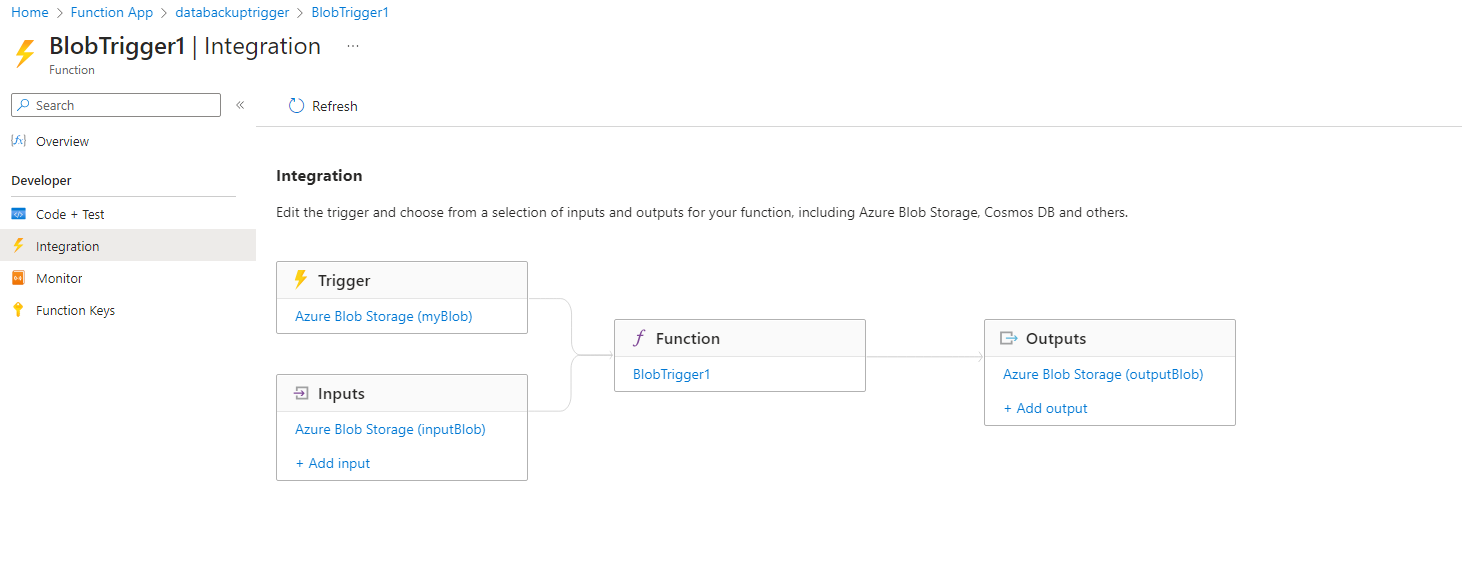 Home > Function App > databackuptrigger > BlobTrigger1
BlobTrigger1 | Integration ...
Function
Search «
Refresh
Overview
Developer
Code + Test
Integration
Monitor
Function Keys
Integration
Edit the trigger and choose from a selection of inputs and outputs for your function, including Azure Blob Storage, Cosmos DB and others.
Trigger
Azure Blob Storage (myBlob)
Inputs
Azure Blob Storage (inputBlob)
+ Add input
Function
BlobTrigger1
Outputs
Azure Blob Storage (outputBlob)
+ Add output